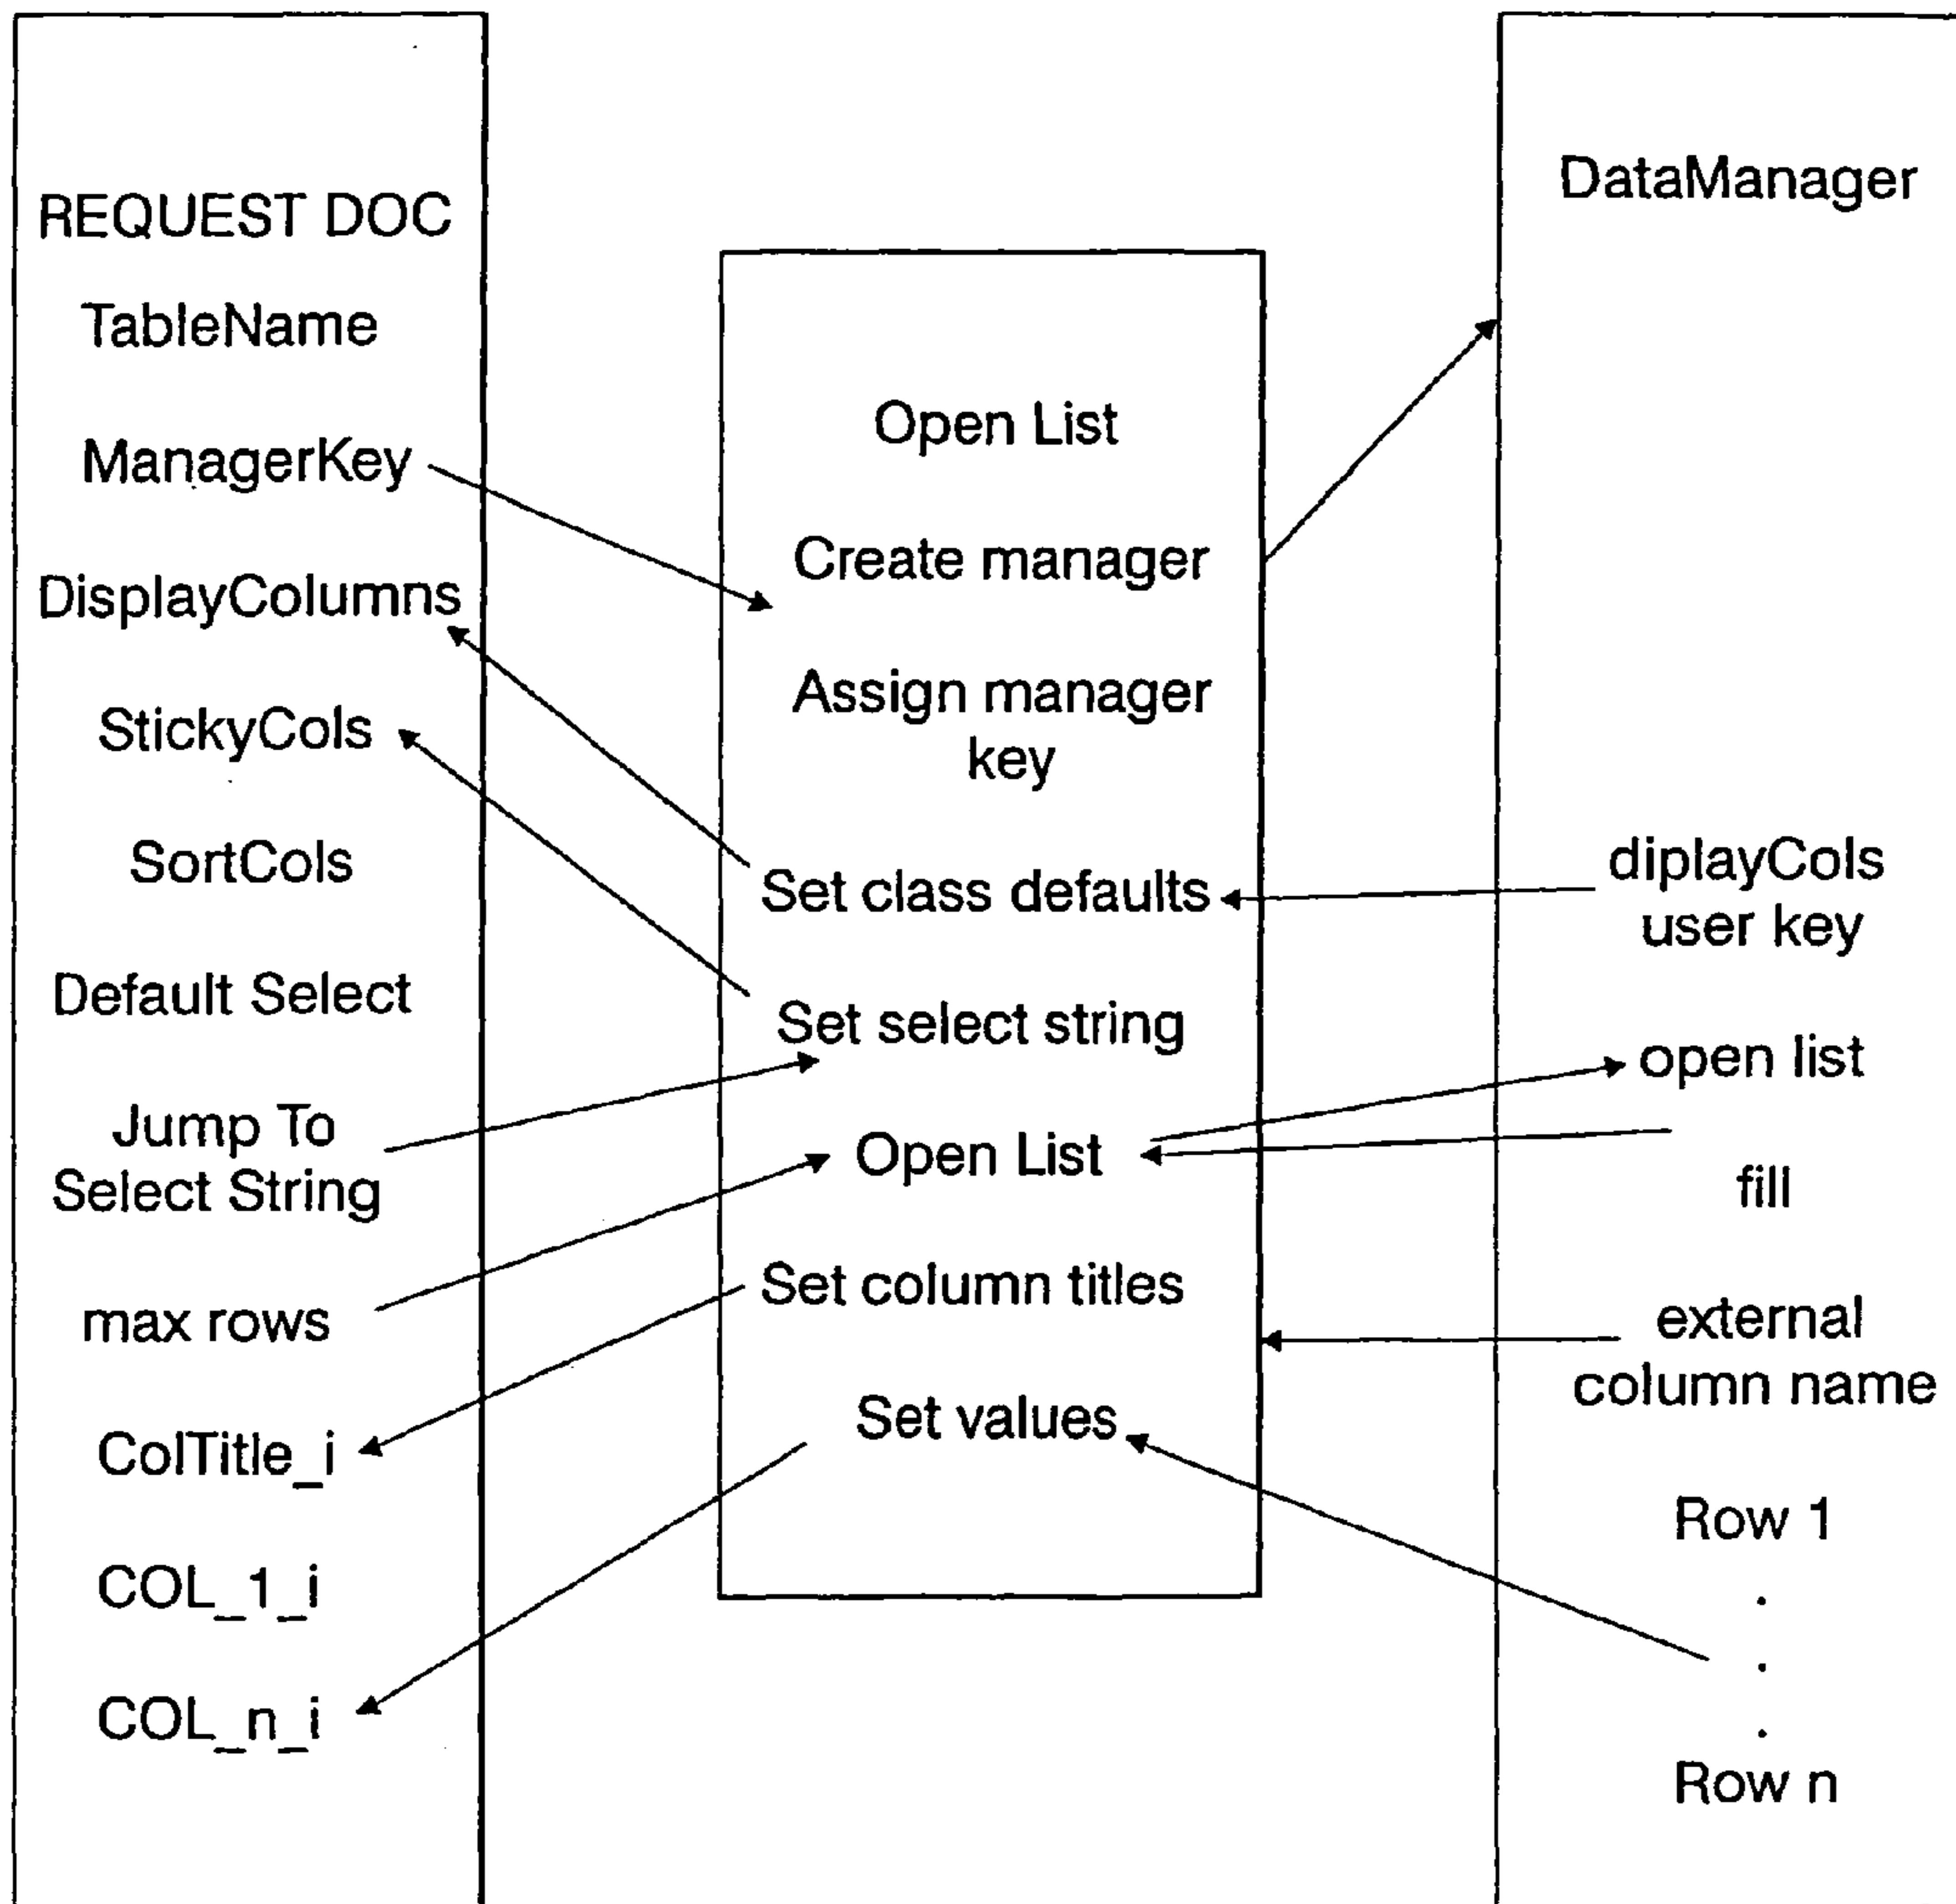 REQUEST DOC
TableName
ManagerKey
DisplayColumns
StickyCols
SortCols
Default Select
Jump To
Select String
max rows
ColTitle_i
COL_1_i
COL_n_i
Open List
Create manager
Assign manager
key
Set class defaults
Set select string
Open List
Set column titles
Set values
DataManager
diplayCols
user key
open list
fill
external
column name
Row 1
.
.
.
Row n